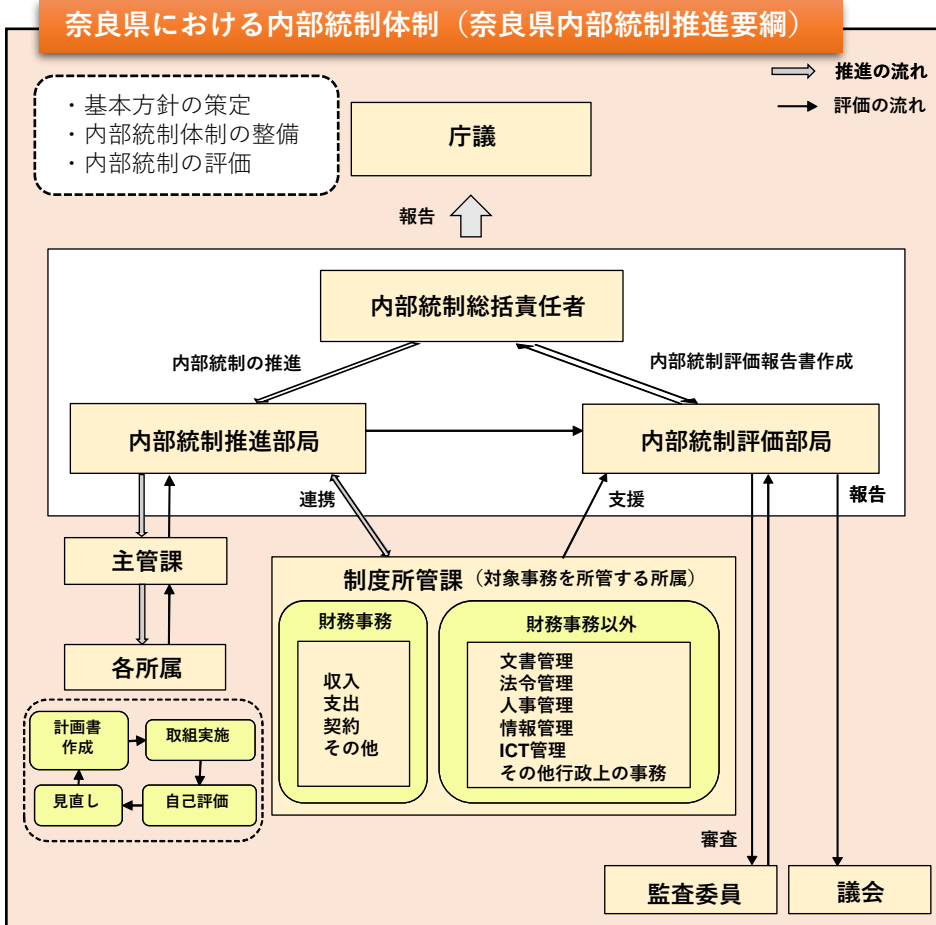 奈良県における内部統制体制（奈良県内部統制推進要綱）
推進の流れ
評価の流れ
・基本方針の策定
・内部統制体制の整備
・内部統制の評価
庁議
報告
内部統制総括責任者
内部統制の推進
内部統制評価報告書作成
内部統制推進部局
内部統制評価部局
連携
支援
報告
主管課
制度所管課（対象事務を所管する所属）
財務事務
収入
支出
契約
その他
財務事務以外
文書管理
法令管理
人事管理
情報管理
ICT管理
その他行政上の事務
各所属
計画書
作成
取組実施
見直し
自己評価
審査
監査委員
議会